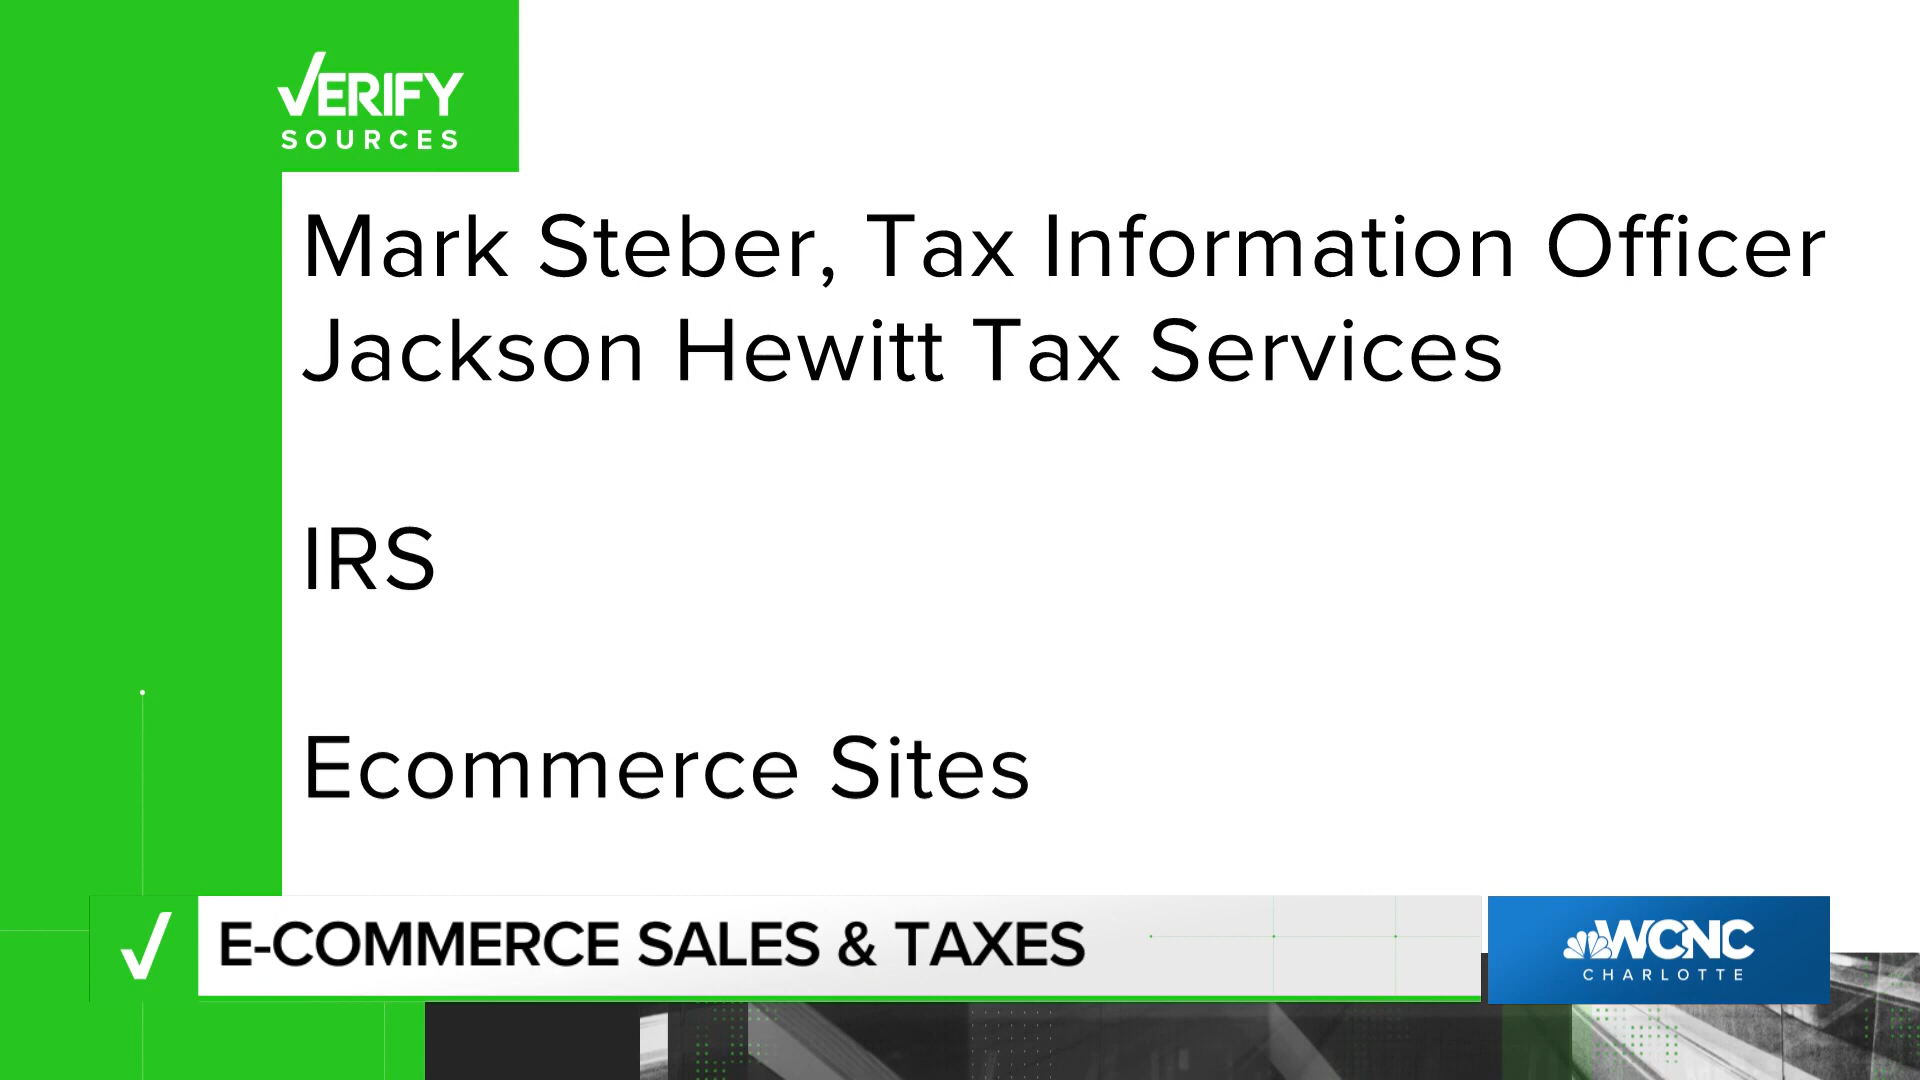 VERIFY
SOURCES
Mark Steber, Tax Information Officer
Jackson Hewitt Tax Services
IRS
Ecommerce Sites
E-COMMERCE SALES & TAXES
WCNC
CHARLOTTE